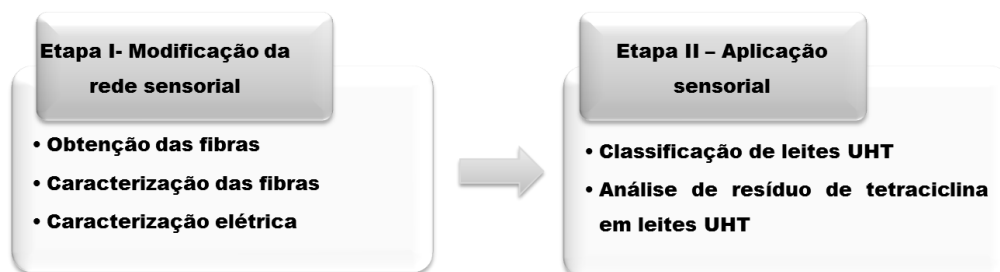 Etapa I- Modificação da
rede sensorial
• Obtenção das fibras
• Caracterização das fibras
• Caracterização elétrica
Etapa II – Aplicação
sensorial
• Classificação de leites UHT
• Análise de resíduo de tetraciclina
em leites UHT